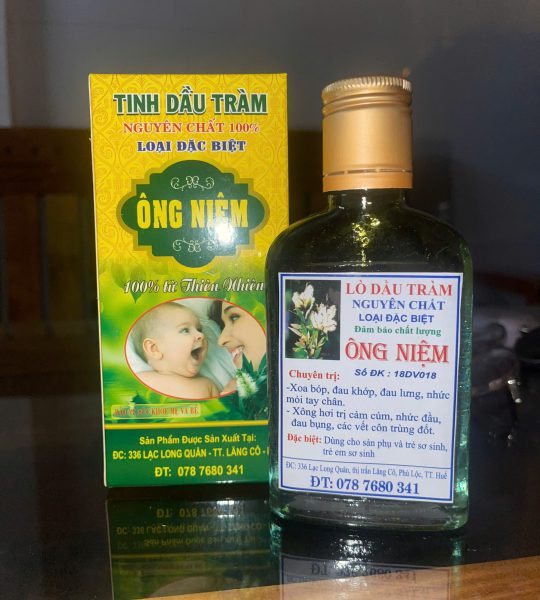 TINH DẦU TRÀM
NGUYÊN CHẤT 100%
LOẠI ĐẶC BIỆT
ÔNG NIỆM
100% từ Thiên Nhiên
Sản Phẩm Được Sản Xuất Tại:
ĐC: 336 LẠC LONG QUÂN - TT. LĂNG CÔ -
ĐT: 078 7680 341
LÒ DẦU TRÀM
NGUYÊN CHẤT
LOẠI ĐẶC BIỆT
Đảm bảo chất lượng
ÔNG NIỆM
Số ĐK : 18DV018
Chuyên trị:
-Xoa bóp, đau khớp, đau lưng, nhức
mỏi tay chân.
- Xông hơi trị cảm cúm, nhức đầu,
đau bụng, các vết côn trùng đốt.
Đặc biệt: Dùng cho sản phụ và trẻ sơ sinh,
trẻ em sơ sinh
ĐC: 336 Lạc Long Quân, thị trấn Lăng Cô, Phú Lộc, TT. Huế
ĐT: 078 7680 341